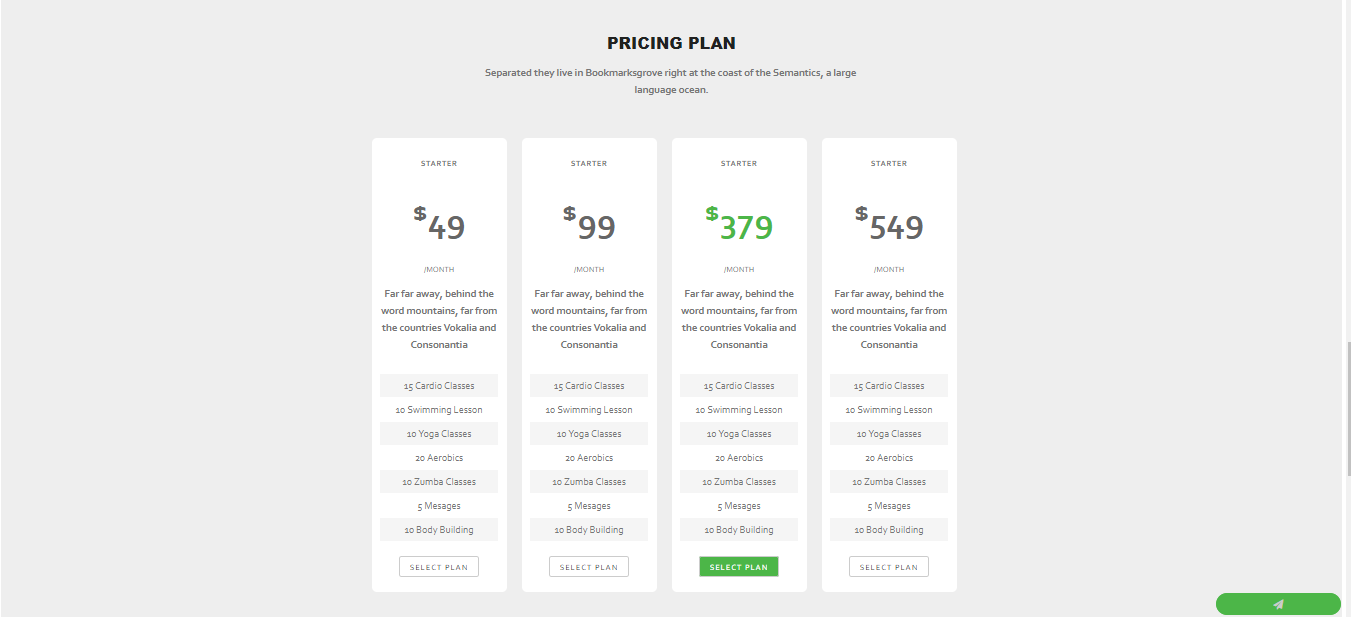 PRICING PLAN
Separated they live in Bookmarksgrove right at the coast of the Semantics, a large
language ocean.
STARTER
$49
/MONTH
Far far away, behind the
word mountains, far from
the countries Vokalia and
Consonantia
15 Cardio Classes
10 Swimming Lesson
10 Yoga Classes
20 Aerobics
10 Zumba Classes
5 Mesages
10 Body Building
SELECT PLAN
STARTER
$99
/MONTH
Far far away, behind the
word mountains, far from
the countries Vokalia and
Consonantia
15 Cardio Classes
10 Swimming Lesson
10 Yoga Classes
20 Aerobics
10 Zumba Classes
5 Mesages
10 Body Building
SELECT PLAN
STARTER
$379
/MONTH
Far far away, behind the
word mountains, far from
the countries Vokalia and
Consonantia
15 Cardio Classes
10 Swimming Lesson
10 Yoga Classes
20 Aerobics
10 Zumba Classes
5 Mesages
10 Body Building
SELECT PLAN
STARTER
$549
/MONTH
Far far away, behind the
word mountains, far from
the countries Vokalia and
Consonantia
15 Cardio Classes
10 Swimming Lesson
10 Yoga Classes
20 Aerobics
10 Zumba Classes
5 Mesages
10 Body Building
SELECT PLAN